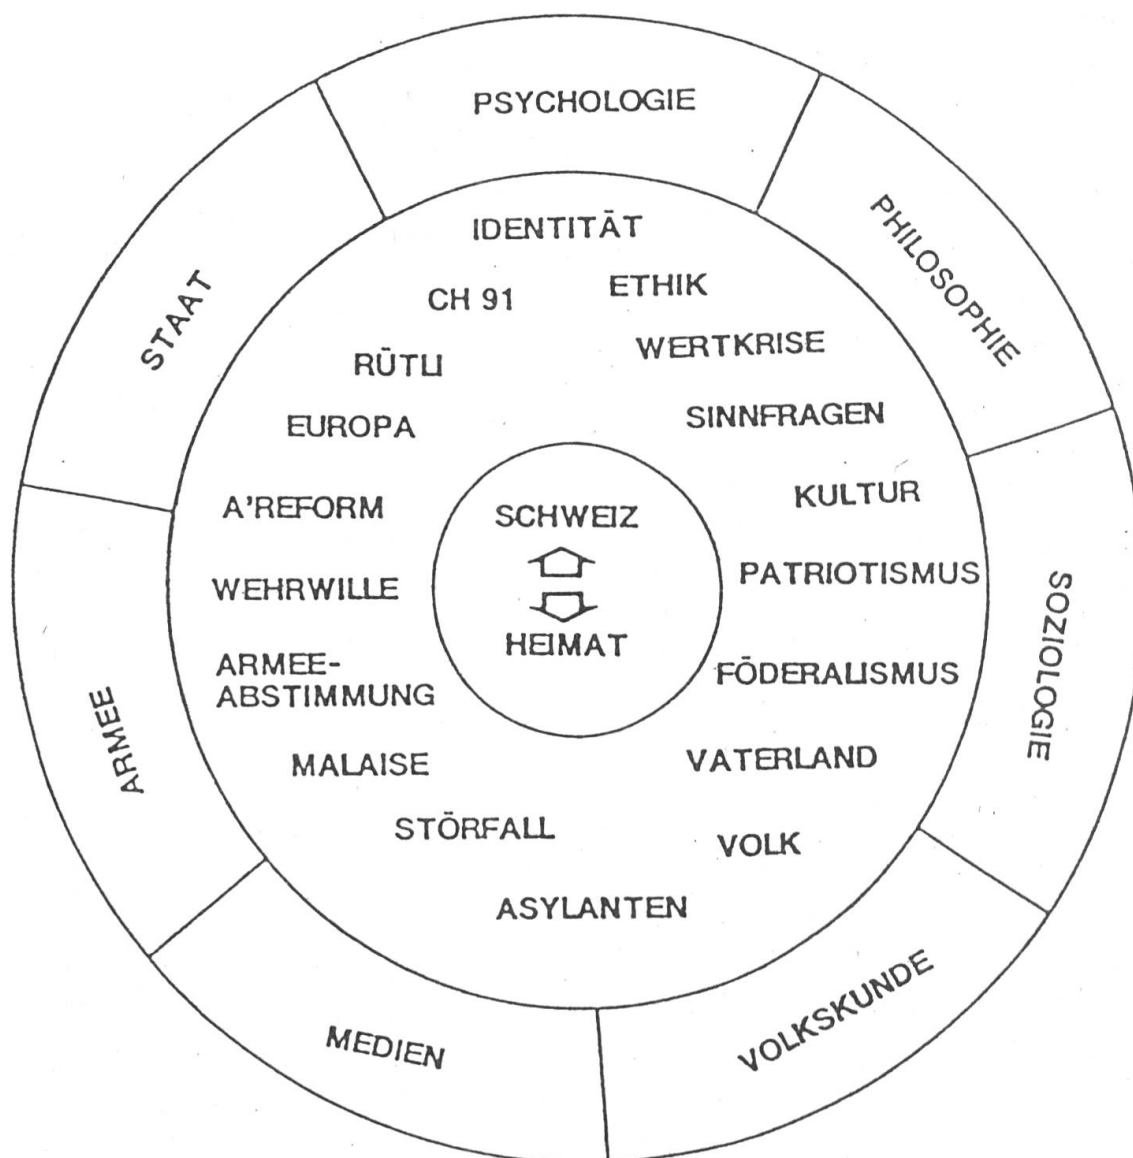 PSYCHOLOGIE
PHILOSOPHIE
SOZIOLOGIE
VOLKSKUNDE
MEDIEN
ARMEE
STAAT
IDENTITÄT
CH 91
ETHIK
RÜTLI
WERTKRISE
EUROPA
SINNFRAGEN
A'REFORM
KULTUR
WEHRWILLE
PATRIOTISMUS
ARMEE-
ABSTIMMUNG
FÖDERALISMUS
MALAISE
VATERLAND
STÖRFALL
VOLK
ASYLANTEN
SCHWEIZ
HEIMAT